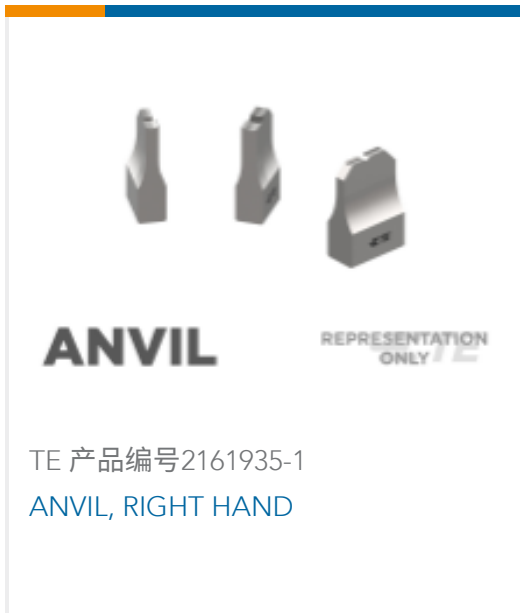 ANVIL
REPRESENTATION
ONLY TE
TE 产品编号2161935-1
ANVIL, RIGHT HAND